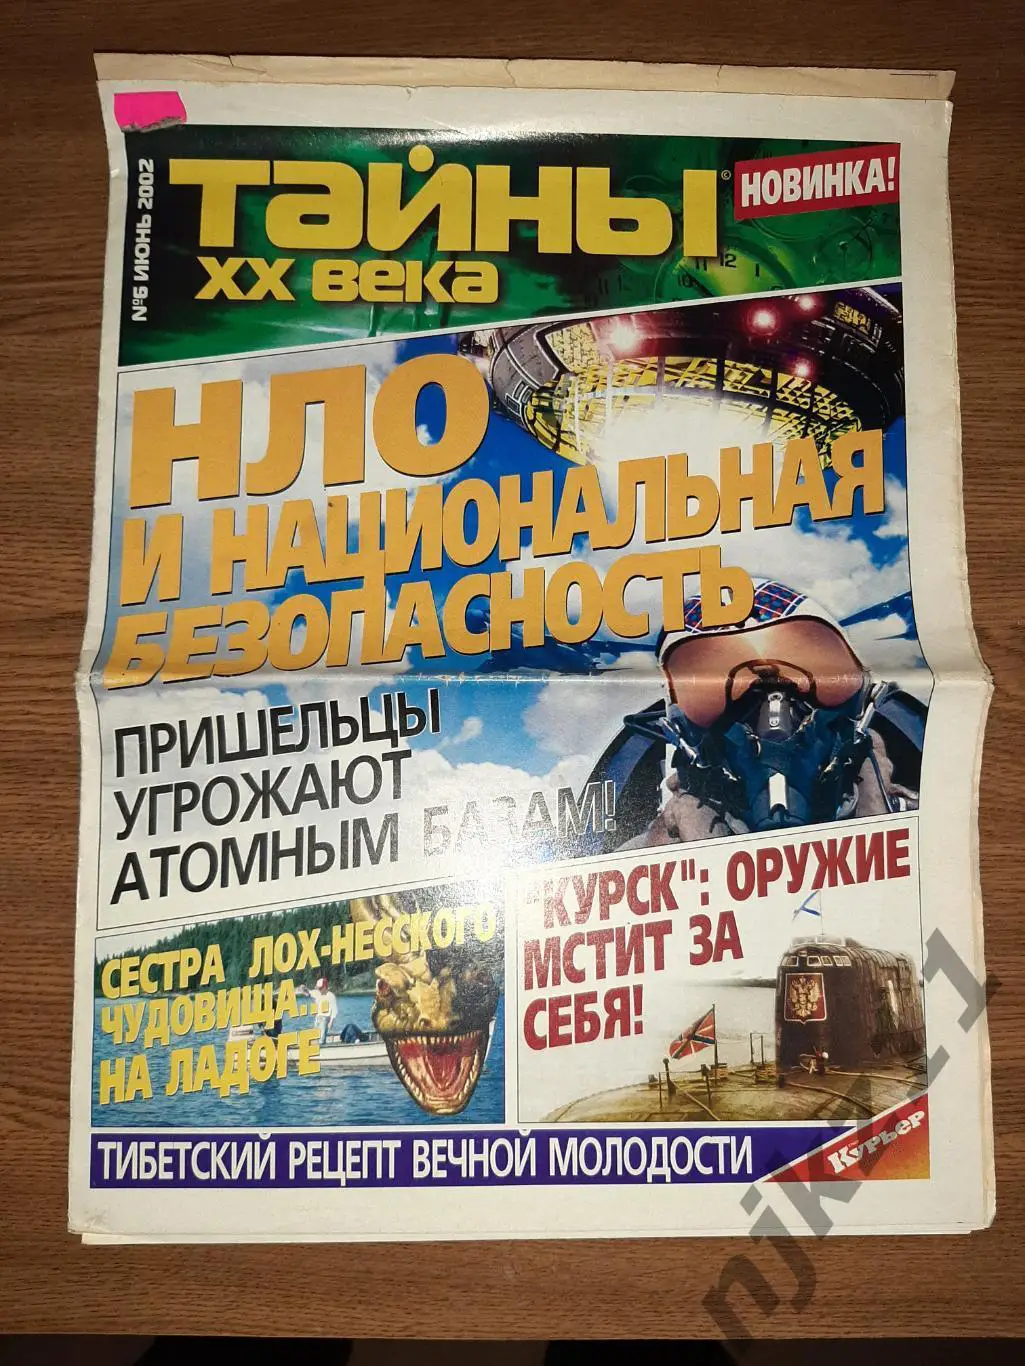 №6 ИЮНЬ 2002
ТАЙНЫ
XX века
©
НОВИНКА!
НЛО
И НАЦИОНАЛЬНАЯ
БЕЗОПАСНОСТЬ
ПРИШЕЛЬЦЫ
УГРОЖАЮТ
АТОМНЫМ БАЗАМ!
СЕСТРА ЛОХ-НЕССКОГО
ЧУДОВИЩА...
НА ЛАДОГЕ
"КУРСК": ОРУЖИЕ
МСТИТ ЗА
СЕБЯ!
ТИБЕТСКИЙ РЕЦЕПТ ВЕЧНОЙ МОЛОДОСТИ
Курьер
12